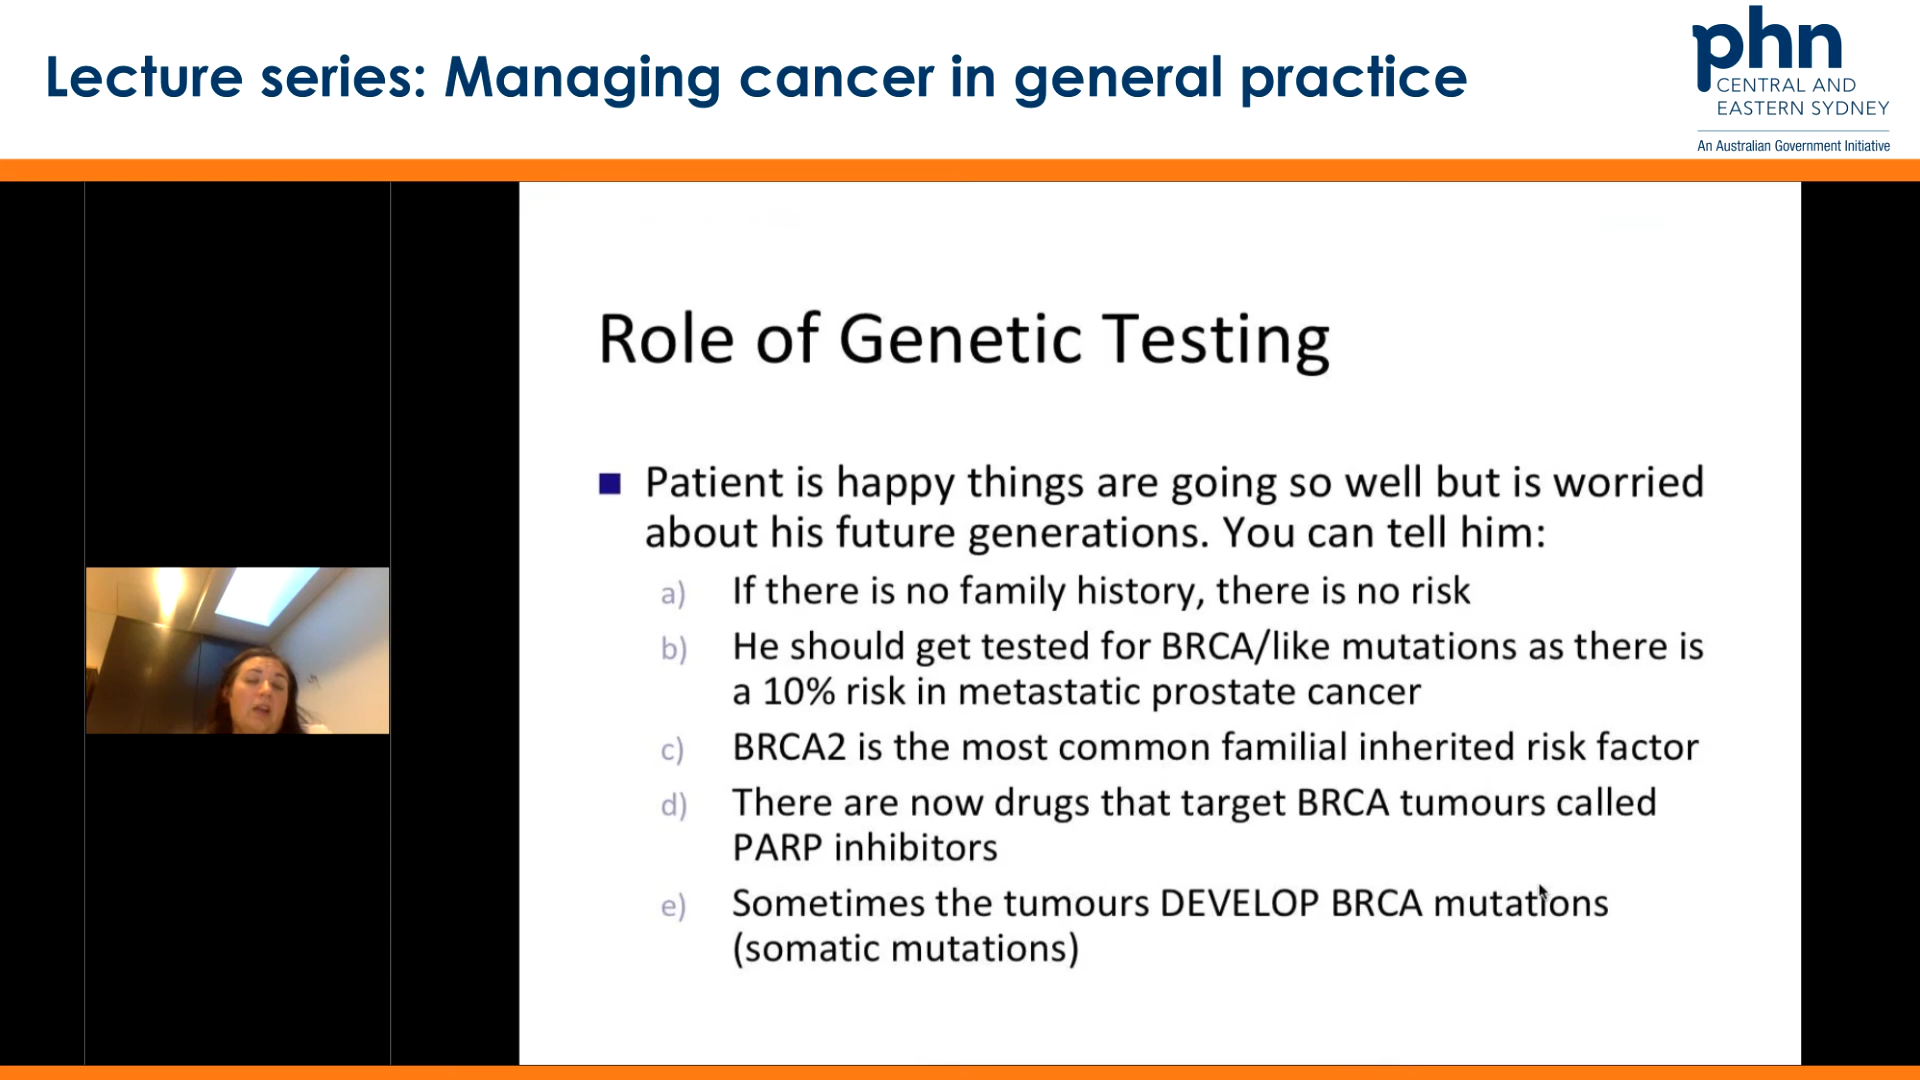 Lecture series: Managing cancer in general practice
phn
CENTRAL AND
EASTERN SYDNEY
An Australian Government Initiative
Role of Genetic Testing
Patient is happy things are going so well but is worried
about his future generations. You can tell him:
a) If there is no family history, there is no risk
b) He should get tested for BRCA/like mutations as there is
a 10% risk in metastatic prostate cancer
c) BRCA2 is the most common familial inherited risk factor
d) There are now drugs that target BRCA tumours called
PARP inhibitors
e) Sometimes the tumours DEVELOP BRCA mutations
(somatic mutations)